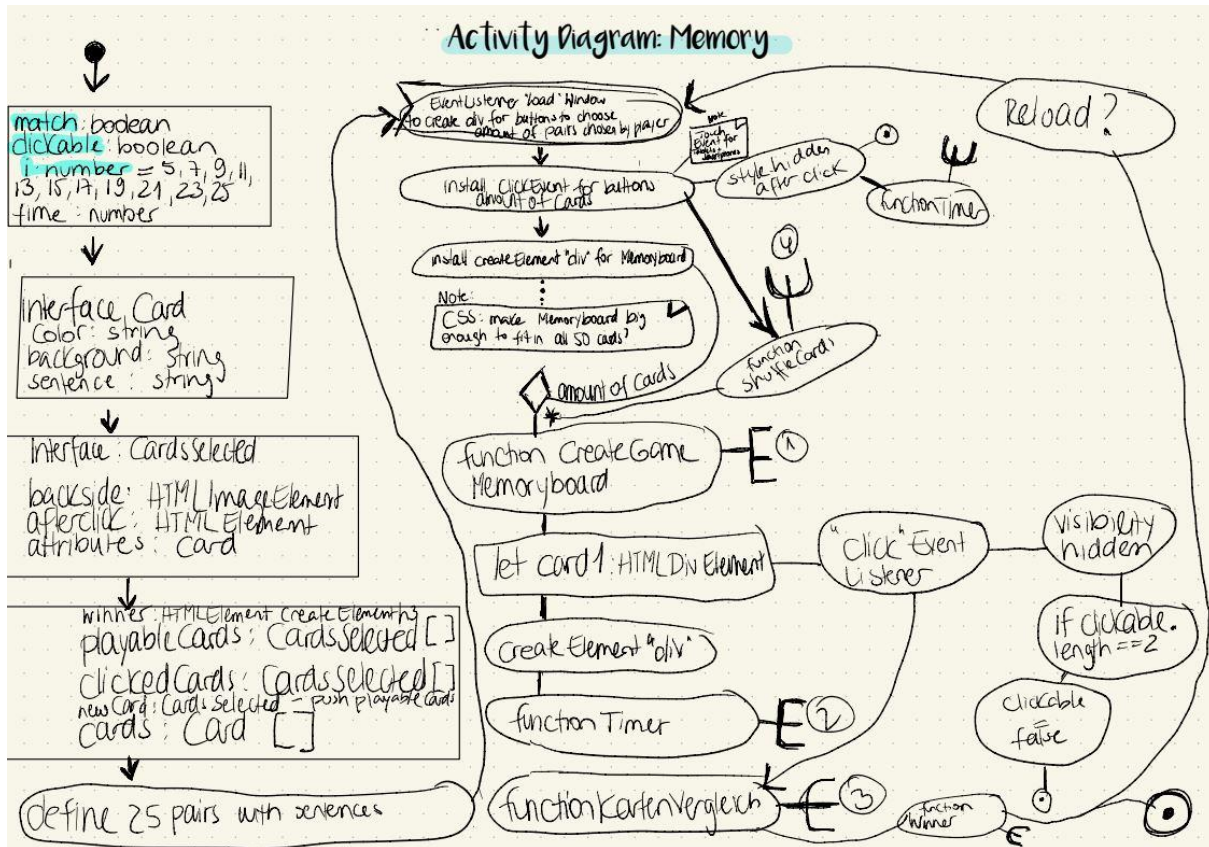 Activity Diagram: Memory
match: boolean
clickable: boolean
i number = 5, 7, 9, 11,
13, 15, 17, 19, 21, 23, 25
time: number
Interface Card
Color: string
background: string
sentence: string
Interface: CardsSelected
backside: HTMLImageElement
afterclick: HTMLElement
attributes: Card
winner: HTMLElement CreateElementh3
playableCards: CardsSelected []
clickedCards: CardsSelected []
newCard: CardsSelected - push playableCards
cards: Card []
define 25 pairs with sentences
EventListener "load" Window
to create div for buttons to choose
amount of pairs chosen by player
install ClickEvent for buttons
amount of Cards
Note
Touch
Event for
Tablets +
Smartphones
style hidden
after click
functionTimer
install createElement "div" for Memoryboard
Note:
CSS: make Memoryboard big
enough to fit in all 50 cards?
4
function
shuffleCards
amount of cards
*
function CreateGame
Memoryboard
1
let card1: HTMLDivElement
"Click" Event
Listener
visibility
hidden
if clickable.
length ==2
clickable
=
false
create Element "div"
function Timer
2
functionKartenVergleich
3
function
Winner
Reload?